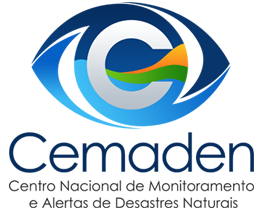 Cemaden
Centro Nacional de Monitoramento
e Alertas de Desastres Naturais